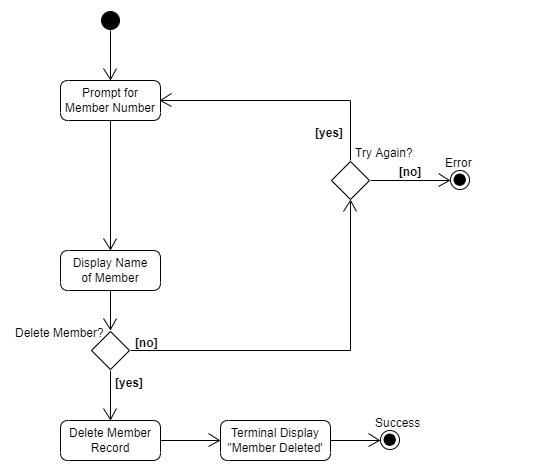 Prompt for
Member Number
[yes]
Try Again?
Error
[no]
Display Name
of Member
Delete Member?
[no]
[yes]
Success
Delete Member
Record
Terminal Display
"Member Deleted'